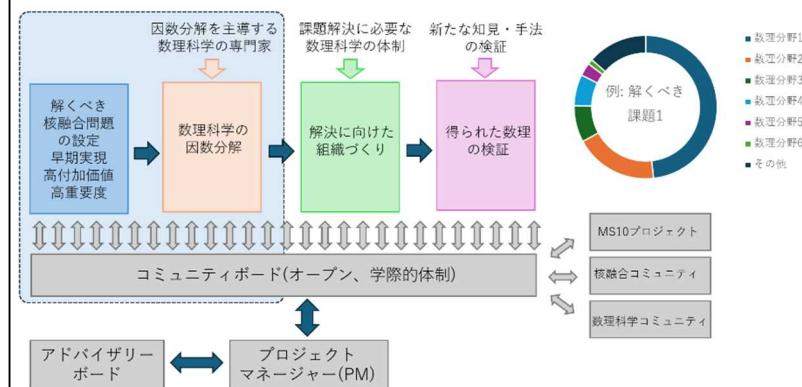 因数分解を主導する
数理科学の専門家
課題解決に必要な
数理科学の体制
新たな知見・手法
の検証
解くべき
核融合問題
の設定
早期実現
高付加価値
高重要度
数理科学の
因数分解
解決に向けた
組織づくり
得られた数理
の検証
例: 解くべき
課題1
数理分野1
数理分野2
数理分野3
数理分野4
数理分野5
数理分野6
その他
コミュニティボード(オープン、学際的体制)
MS10プロジェクト
核融合コミュニティ
数理科学コミュニティ
アドバイザリー
ボード
プロジェクト
マネージャー(PM)